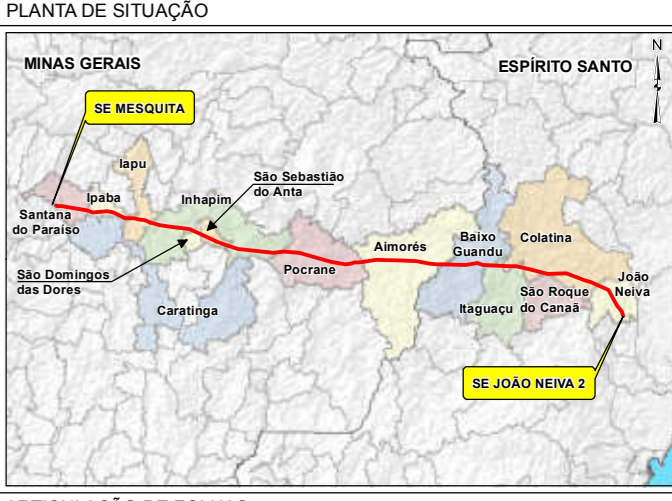 PLANTA DE SITUAÇÃO
MINAS GERAIS
ESPÍRITO SANTO
N
SE MESQUITA
Iapu
São Sebastião
do Anta
Ipaba
Inhapim
Santana
do Paraíso
Aimorés
Baixo
Guandu
Colatina
São Domingos
das Dores
Pocrane
João
Neiva
Caratinga
Itaguaçu
São Roque
do Canaã
SE JOÃO NEIVA 2